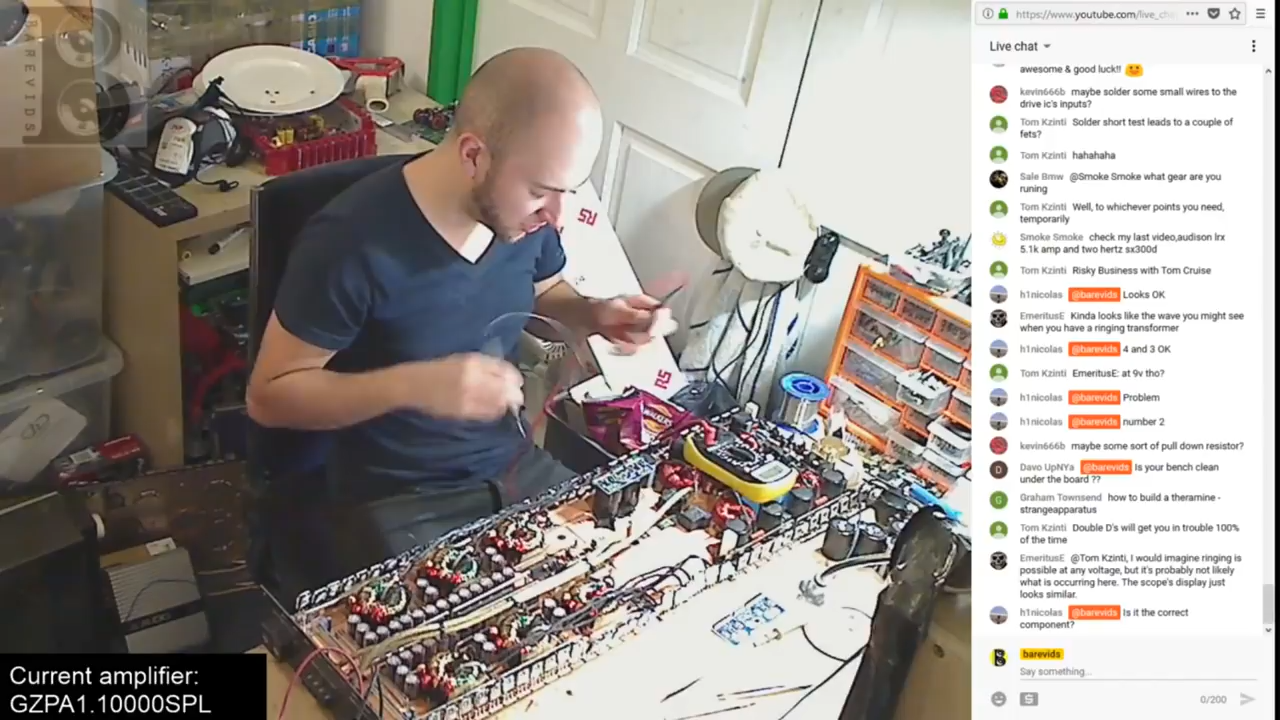 BAREVIDS
RS
RS
WALKERS
Current amplifier:
GZPA1.10000SPL
https://www.youtube.com/live_ch
Live chat
awesome & good luck!!
kevin666b maybe solder some small wires to the
drive ic's inputs?
Tom Kzinti Solder short test leads to a couple of
fets?
Tom Kzinti hahahaha
Sale Bmw @Smoke Smoke what gear are you
runing
Tom Kzinti Well, to whichever points you need,
temporarily
Smoke Smoke check my last video,audison lrx
5.1k amp and two hertz sx300d
Tom Kzinti Risky Business with Tom Cruise
h1nicolas @barevids Looks OK
EmeritusE Kinda looks like the wave you might see
when you have a ringing transformer
h1nicolas @barevids 4 and 3 OK
Tom Kzinti EmeritusE: at 9v tho?
h1nicolas @barevids Problem
h1nicolas @barevids number 2
kevin666b maybe some sort of pull down resistor?
D Davo UpNYa @barevids Is your bench clean
under the board ??
G Graham Townsend how to build a theramine -
strangeapparatus
Tom Kzinti Double D's will get you in trouble 100%
of the time
EmeritusE @Tom Kzinti, I would imagine ringing is
possible at any voltage, but it's probably not likely
what is occurring here. The scope's display just
looks similar.
h1nicolas @barevids Is it the correct
component?
barevids
Say something...
0/200